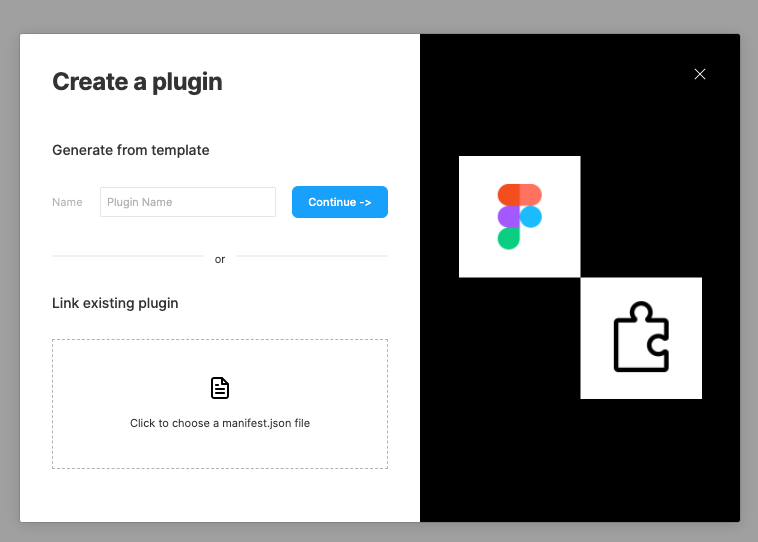 Create a plugin
Generate from template
Name
Plugin Name
Continue ->
or
Link existing plugin
Click to choose a manifest.json file